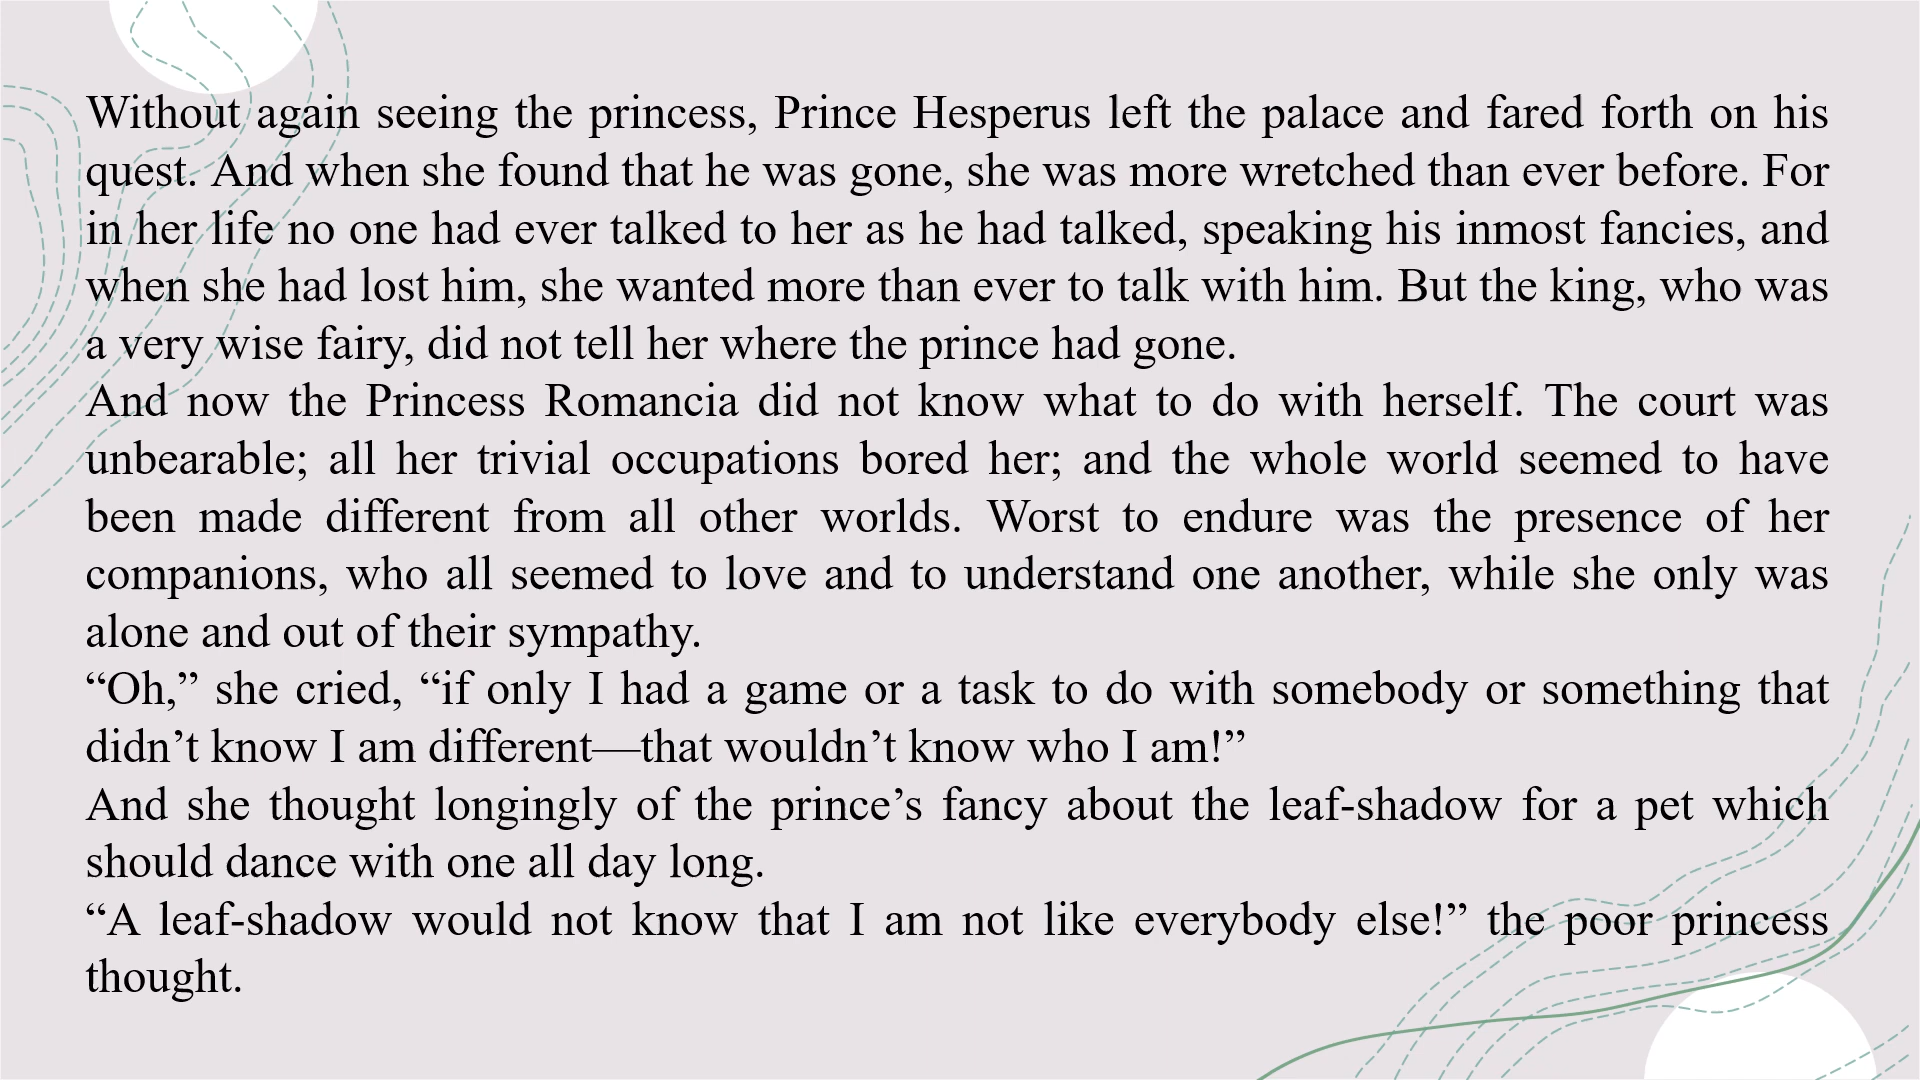 Without again seeing the princess, Prince Hesperus left the palace and fared forth on his
quest. And when she found that he was gone, she was more wretched than ever before. For
in her life no one had ever talked to her as he had talked, speaking his inmost fancies, and
when she had lost him, she wanted more than ever to talk with him. But the king, who was
a very wise fairy, did not tell her where the prince had gone.
And now the Princess Romancia did not know what to do with herself. The court was
unbearable; all her trivial occupations bored her; and the whole world seemed to have
been made different from all other worlds. Worst to endure was the presence of her
companions, who all seemed to love and to understand one another, while she only was
alone and out of their sympathy.
“Oh,” she cried, “if only I had a game or a task to do with somebody or something that
didn’t know I am different—that wouldn’t know who I am!”
And she thought longingly of the prince’s fancy about the leaf-shadow for a pet which
should dance with one all day long.
“A leaf-shadow would not know that I am not like everybody else!” the poor princess
thought.